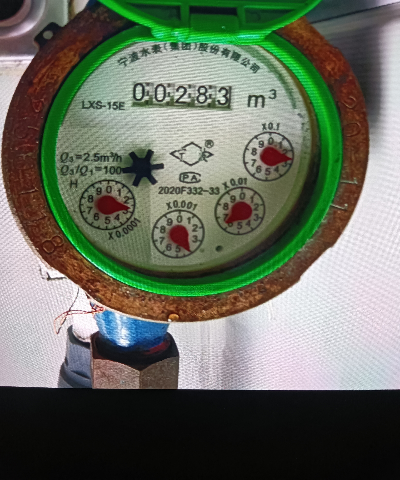 宁波水表(集团)股份有限公司
00283 m³
LXS-15E
Q₃=2.5m³/h
Q₃/Q₁=100
H
®
PA
2020F332-33
X0.1
X0.01
X0.001
X0.0001